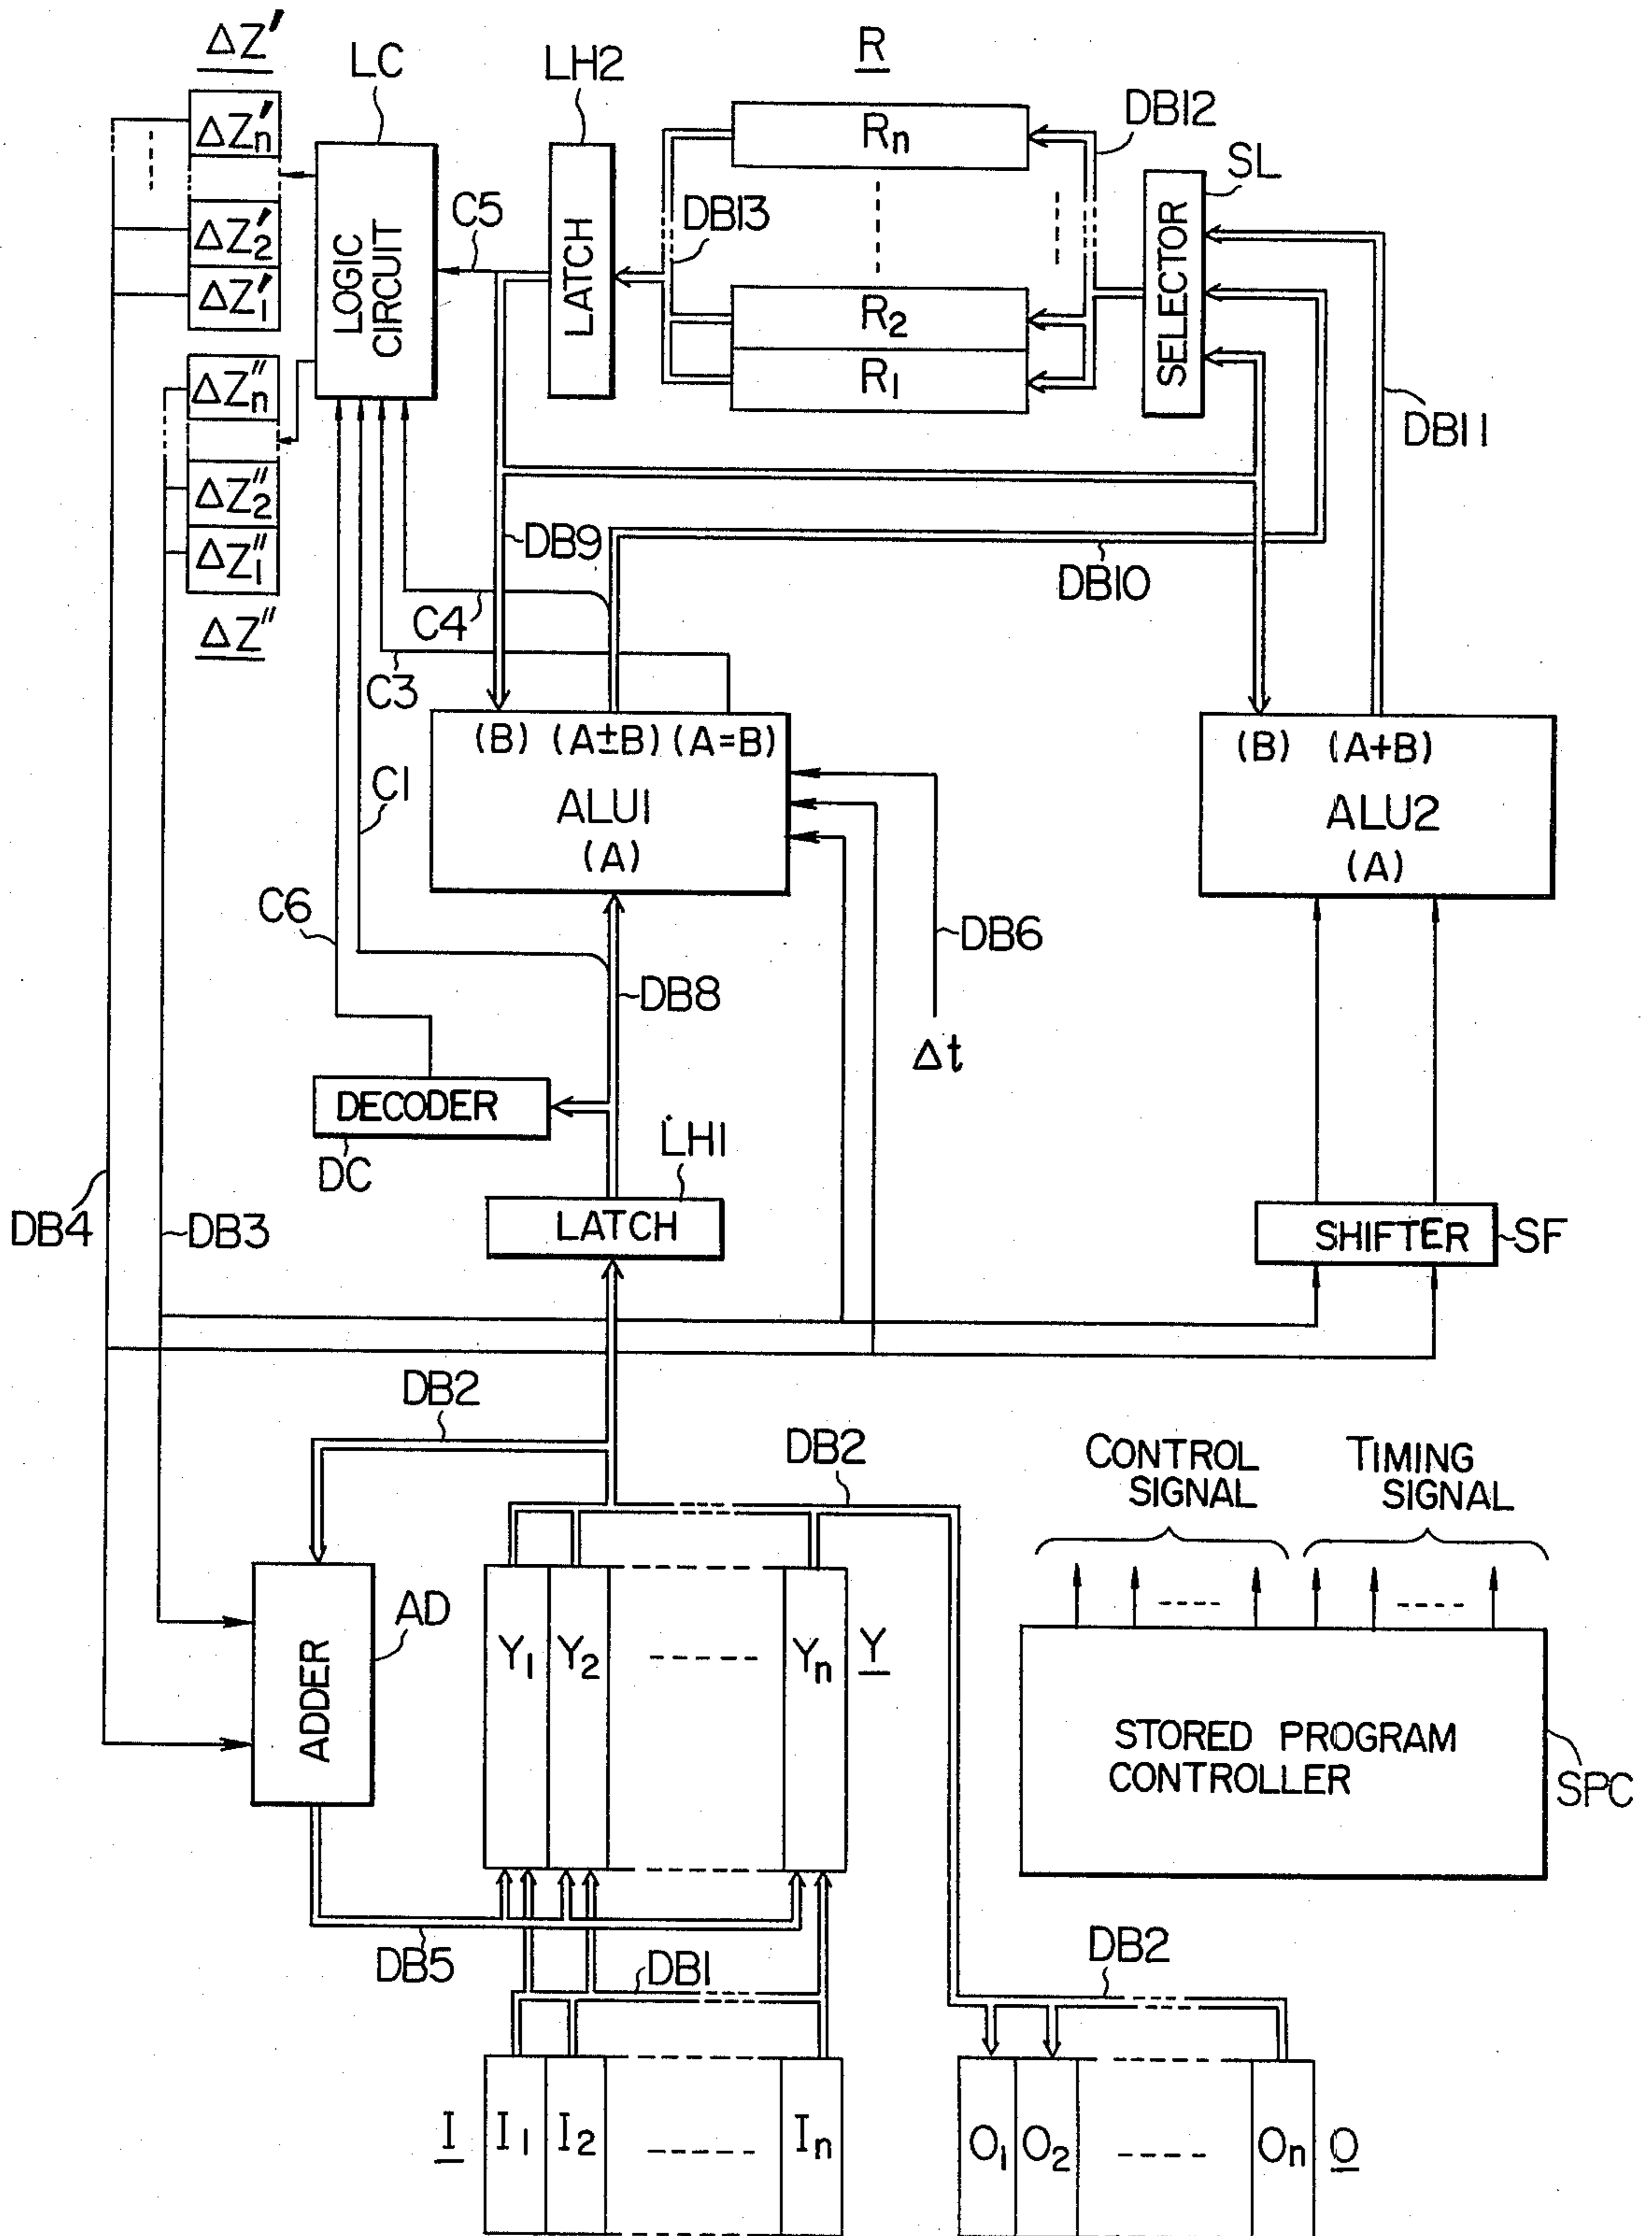 ΔZ'
LC
LH2
R
DB12
SL
ΔZ'n
ΔZ'2
ΔZ'1
LOGIC
CIRCUIT
C5
LATCH
DB13
Rn
R2
R1
SELECTOR
DB11
ΔZ''n
ΔZ''2
ΔZ''1
ΔZ''
DB9
DB10
C4
C3
C1
(B) (A±B) (A=B)
ALU1
(A)
(B) (A+B)
ALU2
(A)
C6
DB8
DB6
Δt
DECODER
DC
LH1
LATCH
DB4
DB3
SHIFTER
SF
DB2
DB2
CONTROL
SIGNAL
TIMING
SIGNAL
ADDER
AD
Y1 Y2 ----- Yn Y
STORED PROGRAM
CONTROLLER
SPC
DB5
DB1
DB2
I I1 I2 ----- In
O1 O2 ---- On O